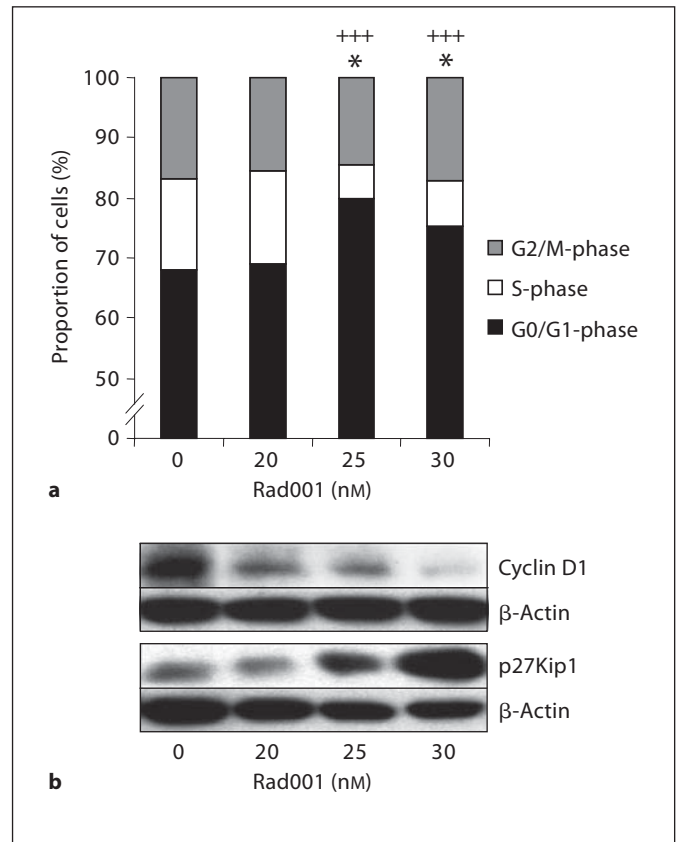 +++ +++
* *
100
90
80
70
60
50
0
Proportion of cells (%)
G2/M-phase
S-phase
G0/G1-phase
0 20 25 30
a Rad001 (nM)
Cyclin D1
β-Actin
p27Kip1
β-Actin
0 20 25 30
b Rad001 (nM)